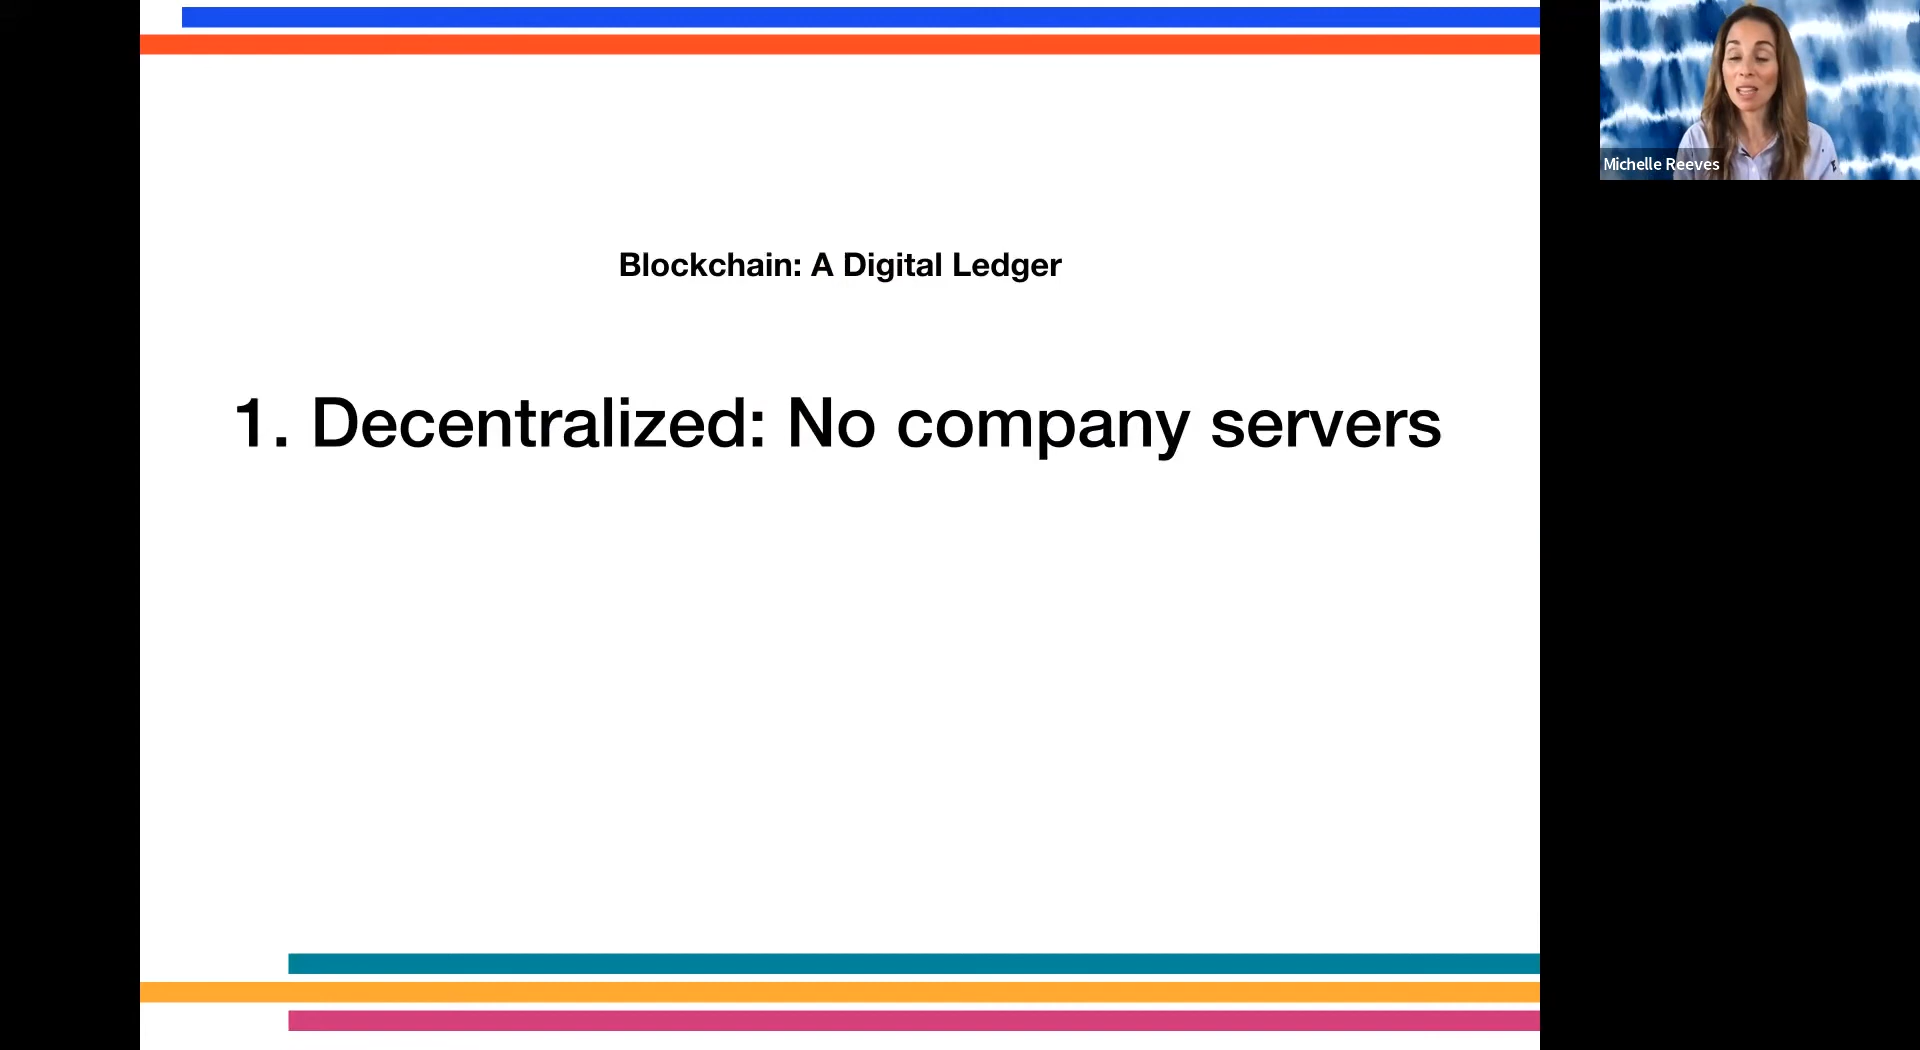 Blockchain: A Digital Ledger
1. Decentralized: No company servers
Michelle Reeves